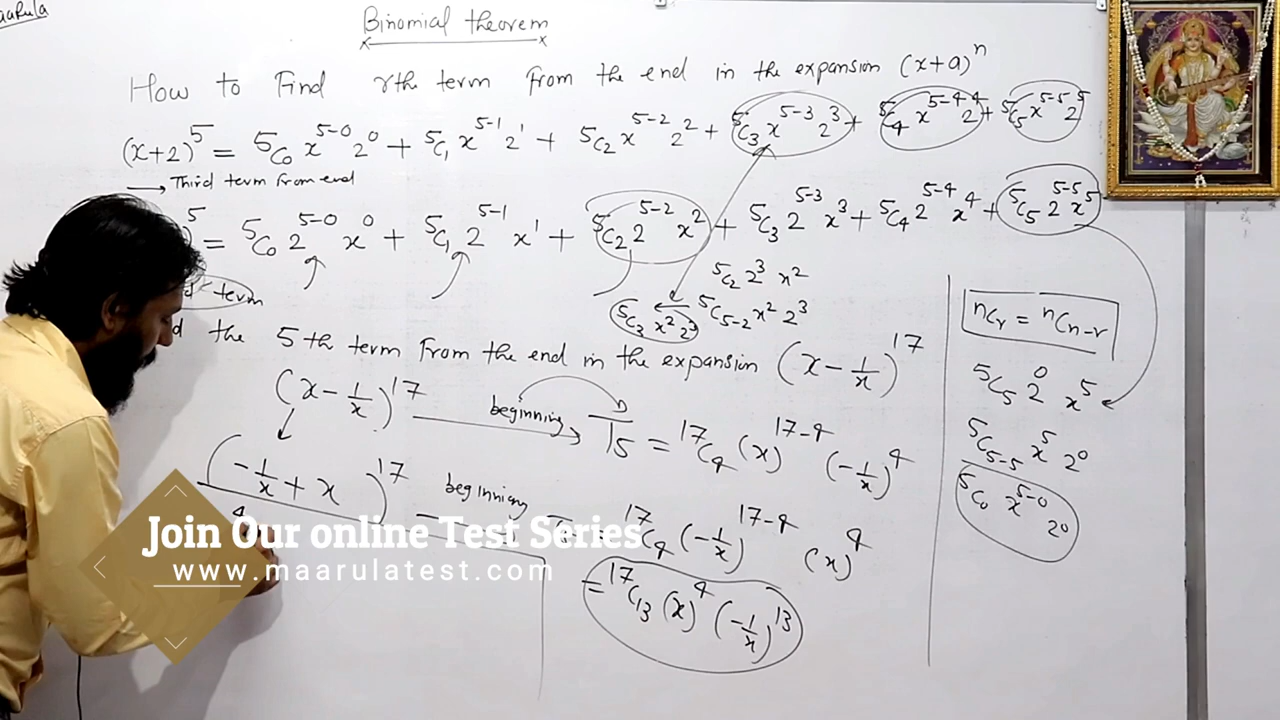 aarula
Binomial theorem
How to Find rth term from the end in the expansion (x+a)^n
(x+2)^5 = ⁵C₀ x^(5-0) 2^0 + ⁵C₁ x^(5-1) 2^1 + ⁵C₂ x^(5-2) 2^2 + ⁵C₃ x^(5-3) 2^3 + ⁵C₄ x^(5-4) 2^4 + ⁵C₅ x^(5-5) 2^5
→ Third term from end
)^5 = ⁵C₀ 2^(5-0) x^0 + ⁵C₁ 2^(5-1) x^1 + ⁵C₂ 2^(5-2) x^2 + ⁵C₃ 2^(5-3) x^3 + ⁵C₄ 2^(5-4) x^4 + ⁵C₅ 2^(5-5) x^5
term
⁵C₂ 2^3 x^2
⁵C₃ x^2 2^3 ← ⁵C₅₋₂ x^2 2^3
d the 5th term from the end in the expansion (x - 1/x)^17
(x - 1/x)^17 beginning T5 = ¹⁷C₄ (x)^(17-4) (-1/x)^4
(-1/x + x)^17 beginning ¹⁷C₄ (-1/x)^(17-4) (x)^4
= ¹⁷C₁₃ (x)^4 (-1/x)^13
ⁿCᵣ = ⁿCₙ₋ᵣ
⁵C₅ 2^0 x^5
⁵C₅₋₅ x^5 2^0
⁵C₀ x^(5-0) 2^0
Join Our online Test Series
www.maarulatest.com